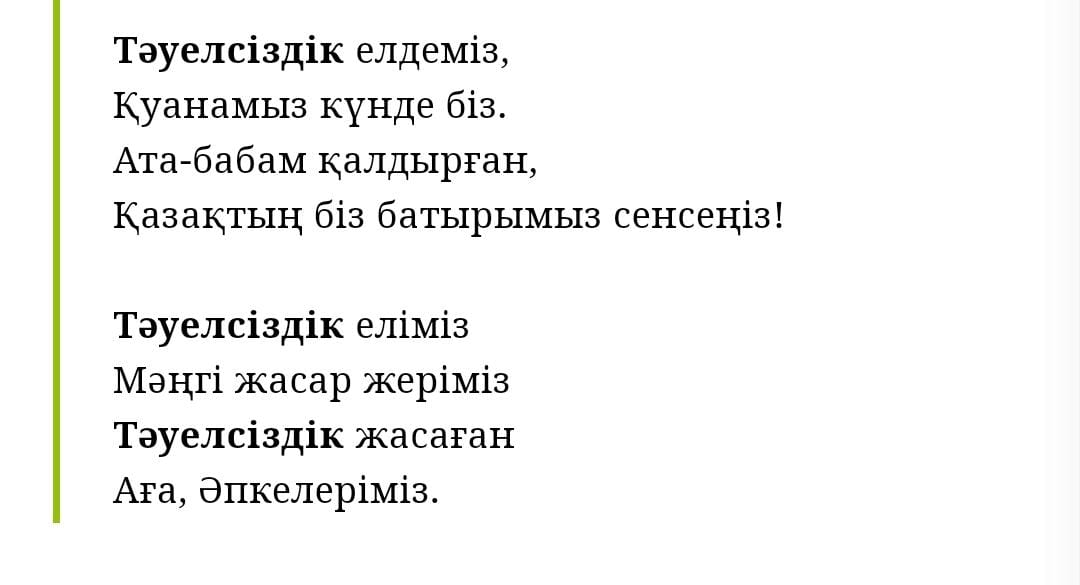 Тәуелсіздік елдеміз,
Қуанамыз күнде біз.
Ата-бабам қалдырған,
Қазақтың біз батырымыз сенсеңіз!
Тәуелсіздік еліміз
Мәңгі жасар жеріміз
Тәуелсіздік жасаған
Аға, Әпкелеріміз.